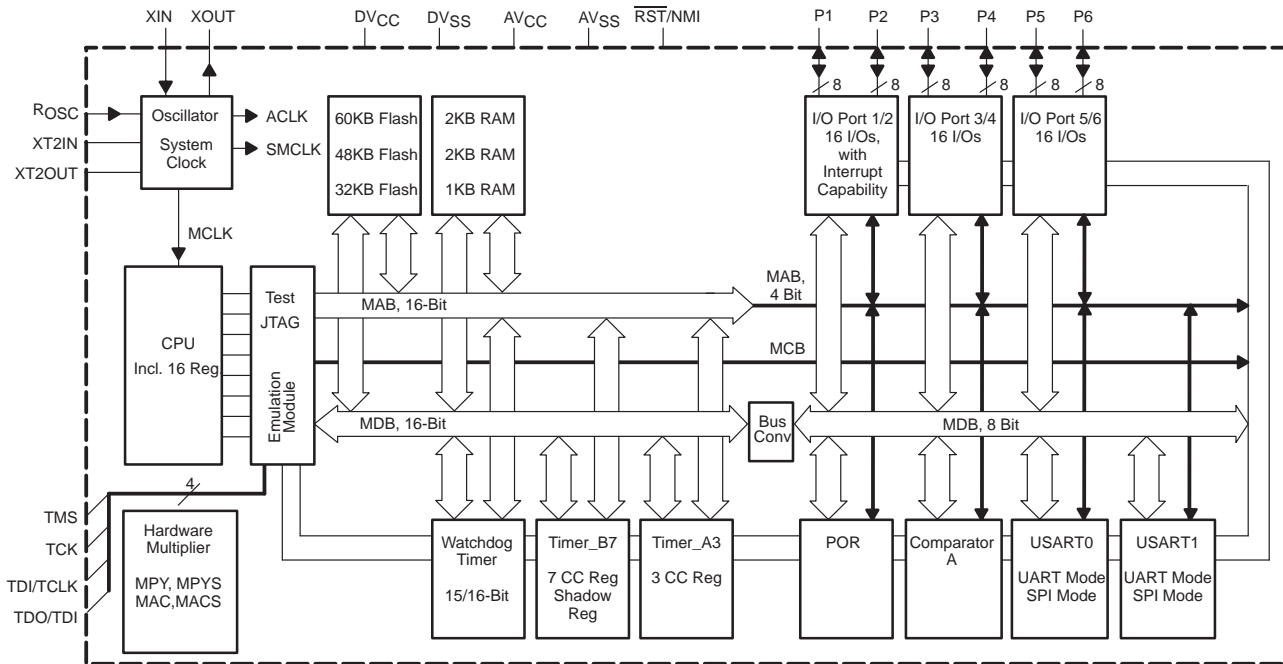 XIN XOUT DVCC DVSS AVCC AVSS RST/NMI P1 P2 P3 P4 P5 P6
8 8 8 8 8 8
ROSC
XT2IN
XT2OUT
Oscillator
System
Clock
ACLK
SMCLK
MCLK
60KB Flash
48KB Flash
32KB Flash
2KB RAM
2KB RAM
1KB RAM
I/O Port 1/2
16 I/Os,
with
Interrupt
Capability
I/O Port 3/4
16 I/Os
I/O Port 5/6
16 I/Os
CPU
Incl. 16 Reg.
Test
JTAG
Emulation
Module
MAB, 16-Bit
MAB,
4 Bit
MCB
MDB, 16-Bit
Bus
Conv
MDB, 8 Bit
4
TMS
TCK
TDI/TCLK
TDO/TDI
Hardware
Multiplier
MPY, MPYS
MAC,MACS
Watchdog
Timer
15/16-Bit
Timer_B7
7 CC Reg
Shadow
Reg
Timer_A3
3 CC Reg
POR
Comparator
A
USART0
UART Mode
SPI Mode
USART1
UART Mode
SPI Mode